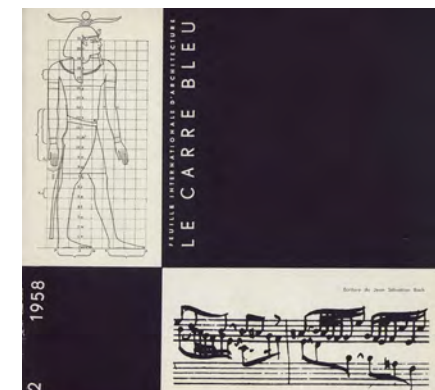 FEUILLE INTERNATIONALE D'ARCHITECTURE
LE CARRE BLEU
2 1958
Ecriture de Jean Sébastien Bach